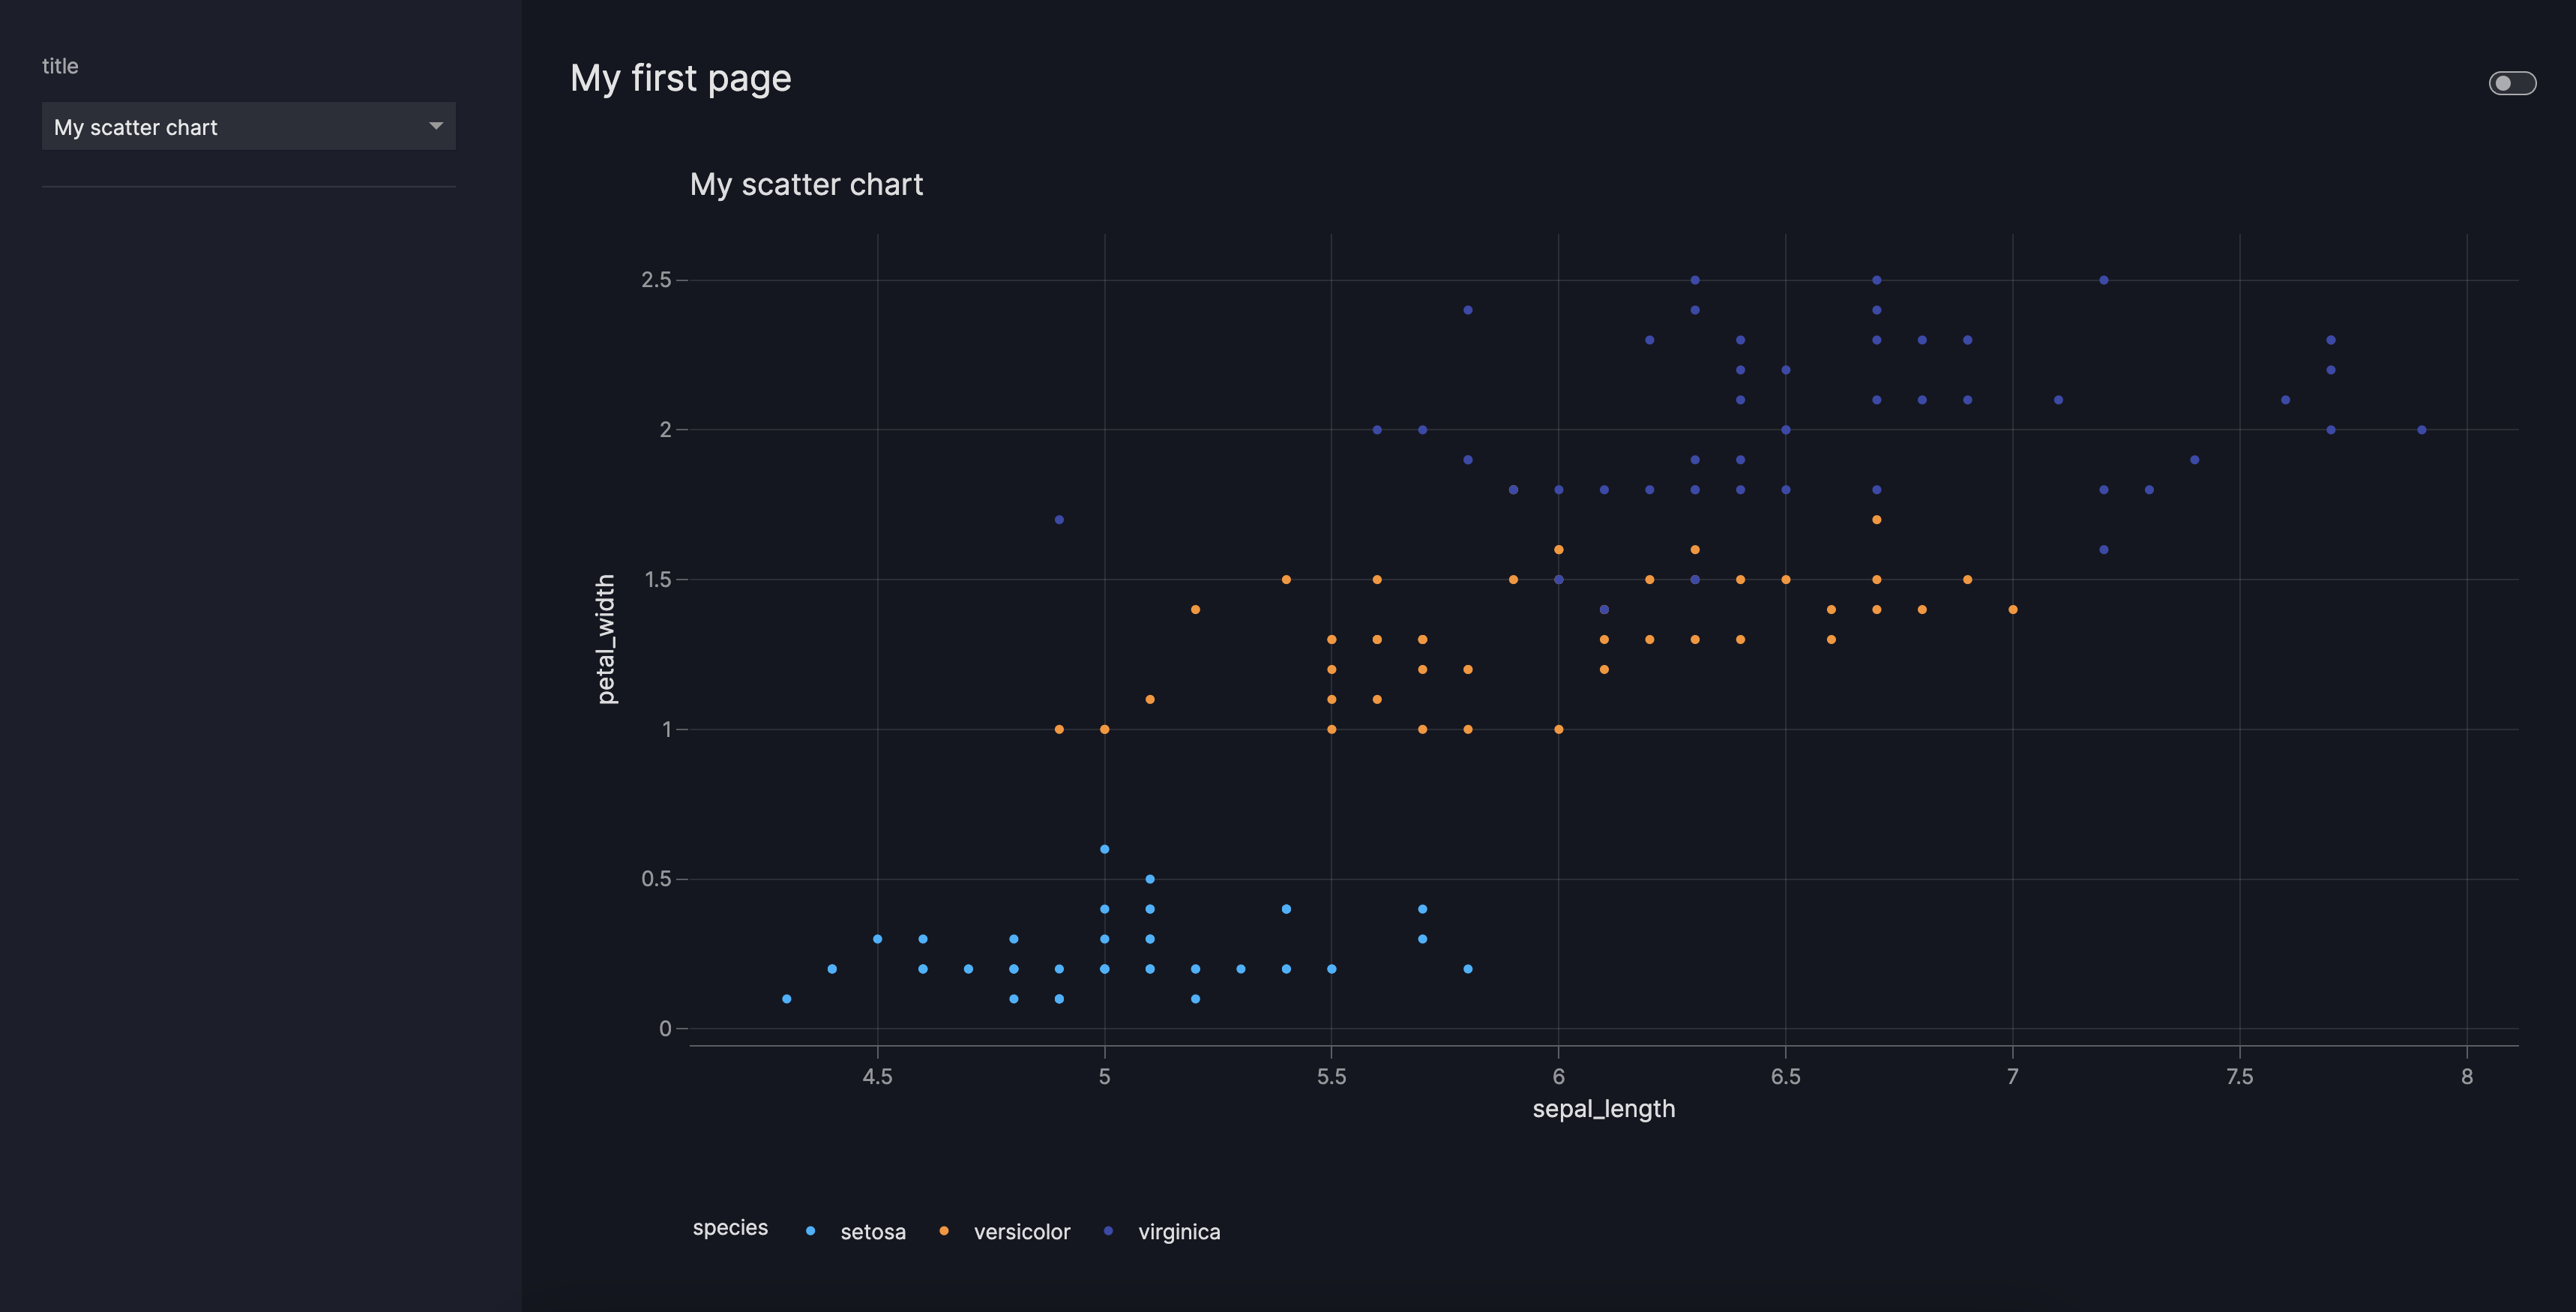 title
My scatter chart
My first page
My scatter chart
2.5
2
1.5
1
0.5
0
petal_width
4.5 5 5.5 6 6.5 7 7.5 8
sepal_length
species setosa versicolor virginica